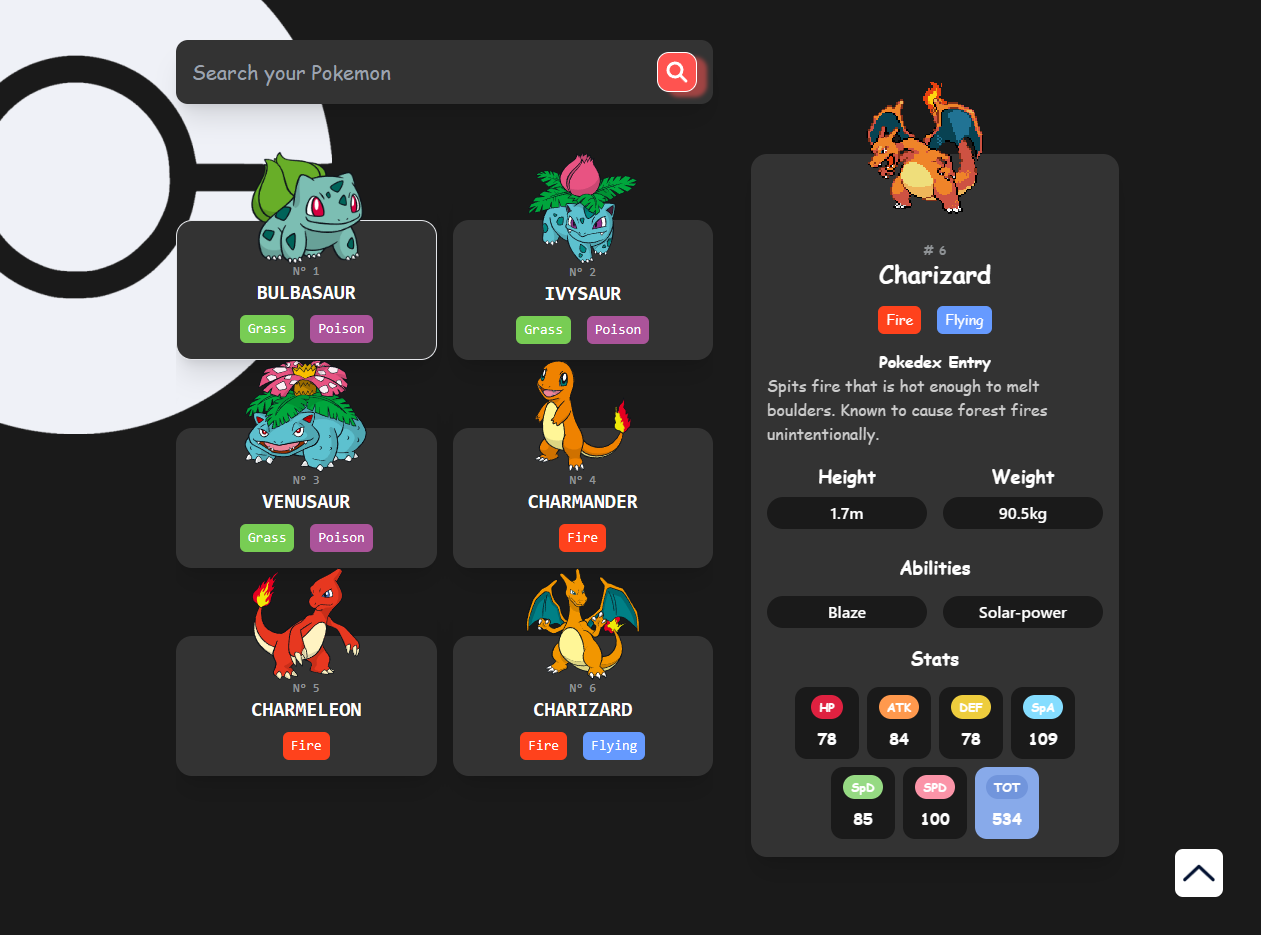 Search your Pokemon
Nº 1
BULBASAUR
Grass Poison
Nº 2
IVYSAUR
Grass Poison
Nº 3
VENUSAUR
Grass Poison
Nº 4
CHARMANDER
Fire
Nº 5
CHARMELEON
Fire
Nº 6
CHARIZARD
Fire Flying
# 6
Charizard
Fire Flying
Pokedex Entry
Spits fire that is hot enough to melt
boulders. Known to cause forest fires
unintentionally.
Height Weight
1.7m 90.5kg
Abilities
Blaze Solar-power
Stats
HP ATK DEF SpA
78 84 78 109
SpD SPD TOT
85 100 534